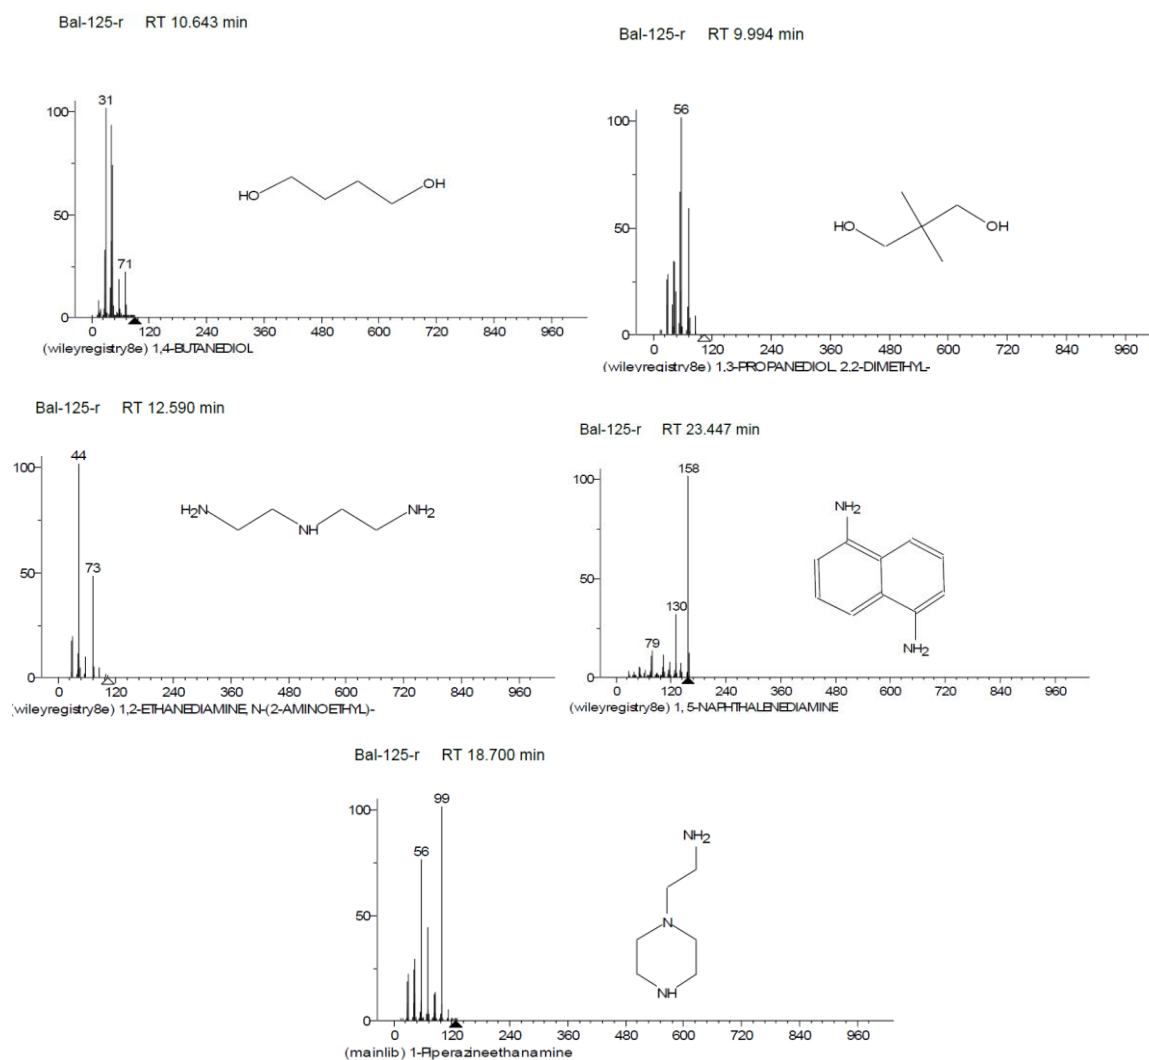 Bal-125-r RT 10.643 min
100
50
0
31
71
HO
OH
0 120 240 360 480 600 720 840 960
(wileyregistry8e) 1,4-BUTANEDIOL
Bal-125-r RT 9.994 min
100
50
0
56
HO
OH
0 120 240 360 480 600 720 840 960
(wileyregistry8e) 1,3-PROPANEDIOL, 2,2-DIMETHYL-
Bal-125-r RT 12.590 min
100
50
0
44
73
H2N
NH
NH2
0 120 240 360 480 600 720 840 960
(wileyregistry8e) 1,2-ETHANEDIAMINE, N-(2-AMINOETHYL)-
Bal-125-r RT 23.447 min
100
50
0
158
130
79
NH2
NH2
0 120 240 360 480 600 720 840 960
(wileyregistry8e) 1, 5-NAPHTHALENEDIAMINE
Bal-125-r RT 18.700 min
100
50
0
99
56
NH2
N
NH
0 120 240 360 480 600 720 840 960
(mainlib) 1-Piperazineethanamine